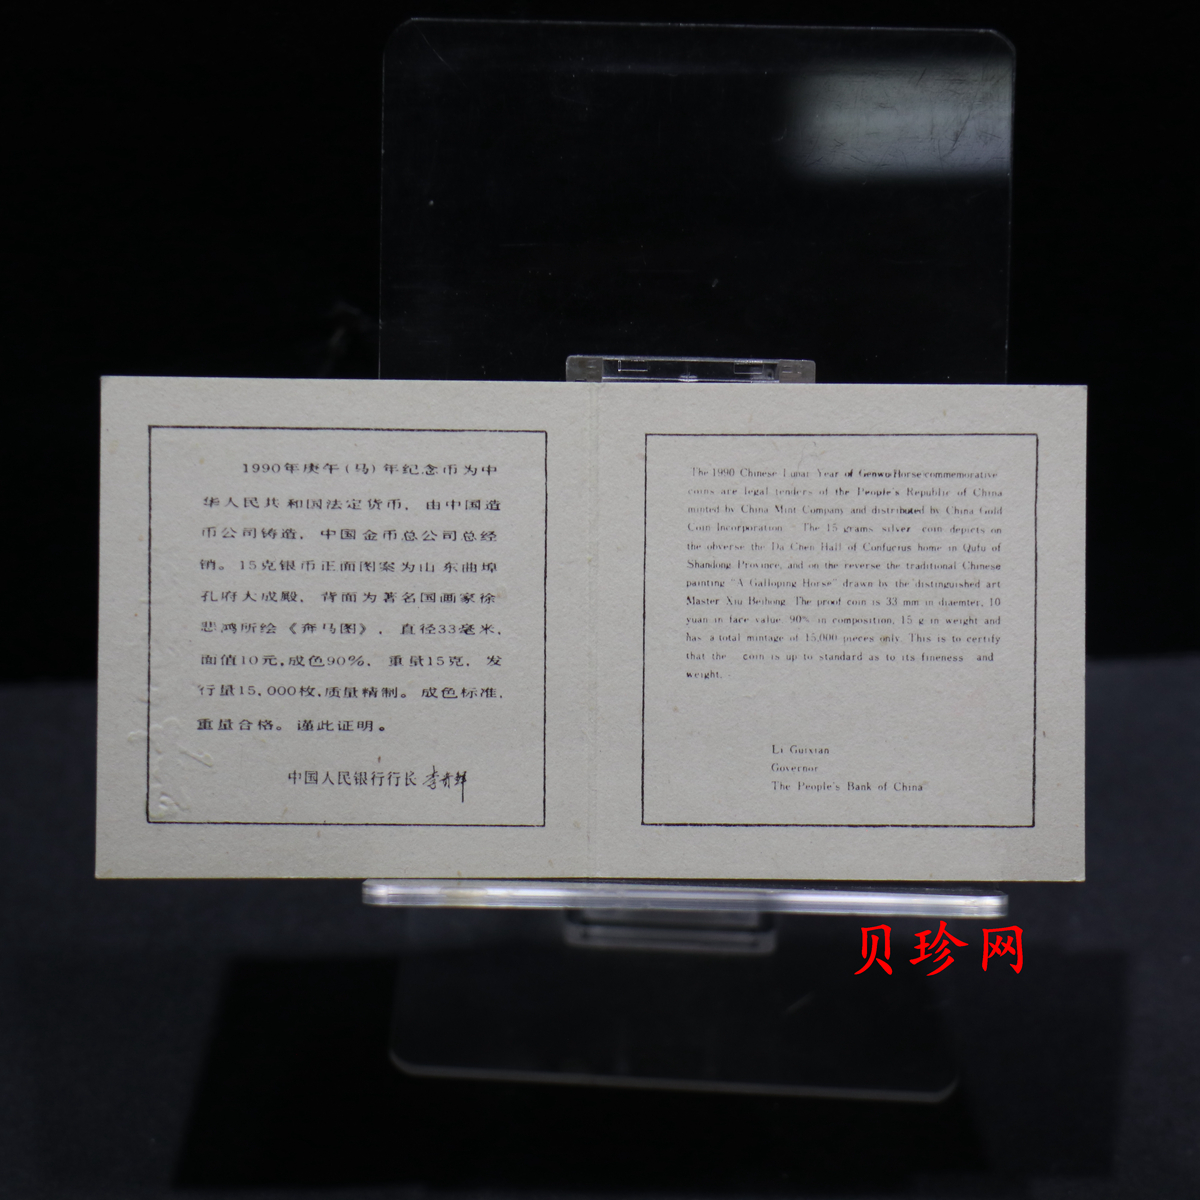 1990年庚午(马)年纪念币为中
华人民共和国法定货币，由中国造
币公司铸造，中国金币总公司总经
销。15克银币正面图案为山东曲埠
孔府大成殿，背面为著名国画家徐
悲鸿所绘《奔马图》，直径33毫米，
面值10元，成色90%，重量15克，发
行量15,000枚，质量精制。成色标准，
重量合格。谨此证明。
中国人民银行行长
The 1990 Chinese Lunar Year of Genwu/Horse commemorative
coins are legal tenders of the People's Republic of China
minted by China Mint Company and distributed by China Gold
Coin Incorporation. The 15 grams silver coin depicts on
the obverse the Da Chen Hall of Confucius home in Qufu of
Shandong Province, and on the reverse the traditional Chinese
painting "A Galloping Horse" drawn by the distinguished art
Master Xiu Beihong. The proof coin is 33 mm in diaemter, 10
yuan in face value, 90% in composition, 15 g in weight and
has a total mintage of 15,000 pieces only. This is to certify
that the coin is up to standard as to its fineness and
weight.
Li Guixian
Governor
The People's Bank of China
贝珍网